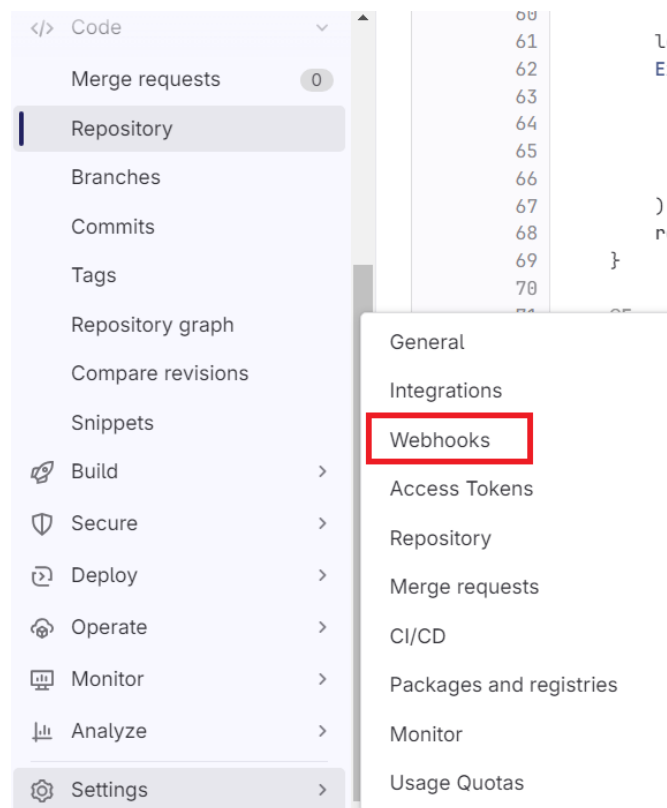 Code
Merge requests 0
Repository
Branches
Commits
Tags
Repository graph
Compare revisions
Snippets
Build
Secure
Deploy
Operate
Monitor
Analyze
Settings
60
61 l
62 E
63
64
65
66
67 )
68 r
69 }
70
General
Integrations
Webhooks
Access Tokens
Repository
Merge requests
CI/CD
Packages and registries
Monitor
Usage Quotas